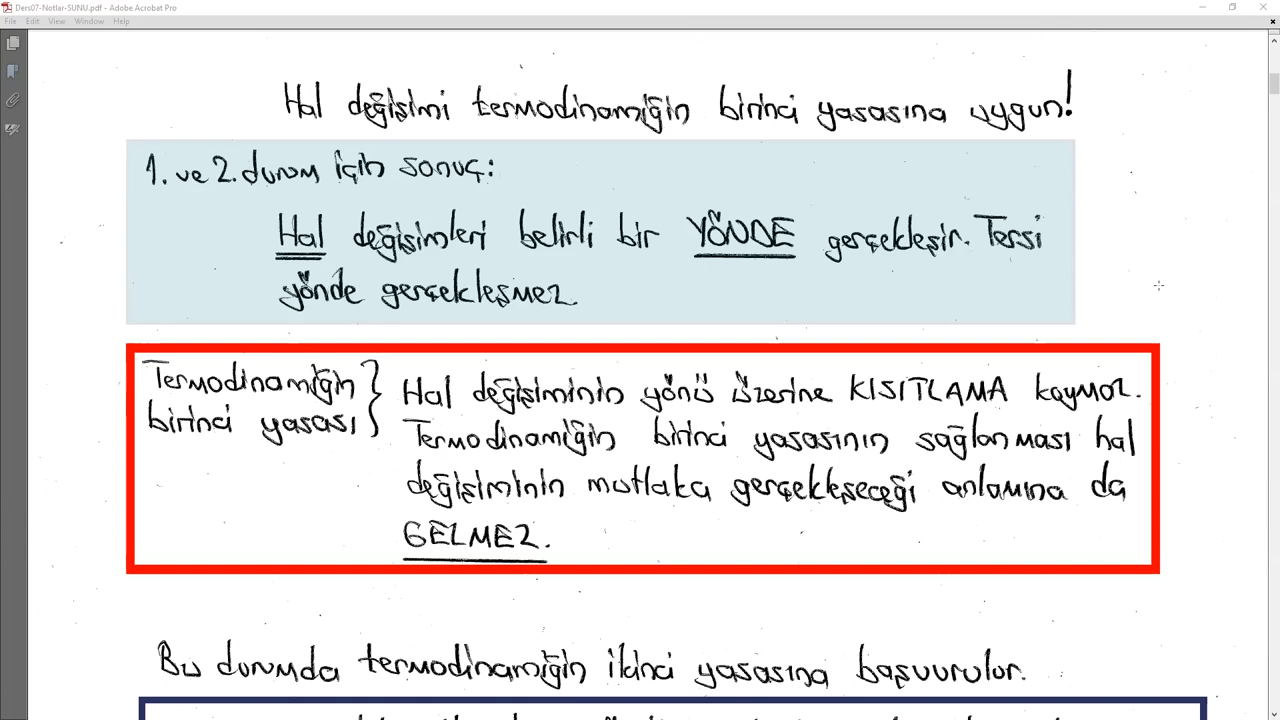 Ders07-Notlar-SUNU.pdf - Adobe Acrobat Pro
File Edit View Window Help
Hal değişimi termodinamiğin birinci yasasına uygun!
1. ve 2. durum için sonuç:
Hal değişimleri belirli bir YÖNDE gerçekleşir. Tersi
yönde gerçekleşmez.
Termodinamiğin
birinci yasası
Hal değişiminin yönü üzerine KISITLAMA koymaz.
Termodinamiğin birinci yasasının sağlanması hal
değişiminin mutlaka gerçekleşeceği anlamına da
GELMEZ.
Bu durumda termodinamiğin ikinci yasasına başvurulur.